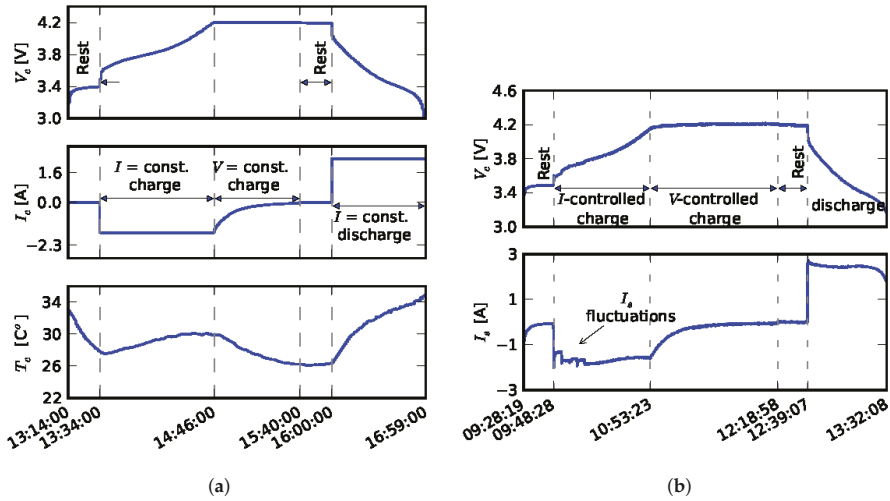 4.2
3.8
3.4
3.0
V_c [V]
Rest
Rest
1.6
0.0
−2.3
I_c [A]
I = const.
charge
V = const.
charge
I = const.
discharge
34
30
26
22
T_c [C°]
13:14:00
13:34:00
14:46:00
15:40:00
16:00:00
16:59:00
(a)
4.6
4.2
3.8
3.4
3.0
V_c [V]
Rest
I-controlled
charge
V-controlled
charge
Rest
discharge
3
1
−1
−3
I_s [A]
I_s
fluctuations
09:28:19
09:48:28
10:53:23
12:18:58
12:39:07
13:32:08
(b)